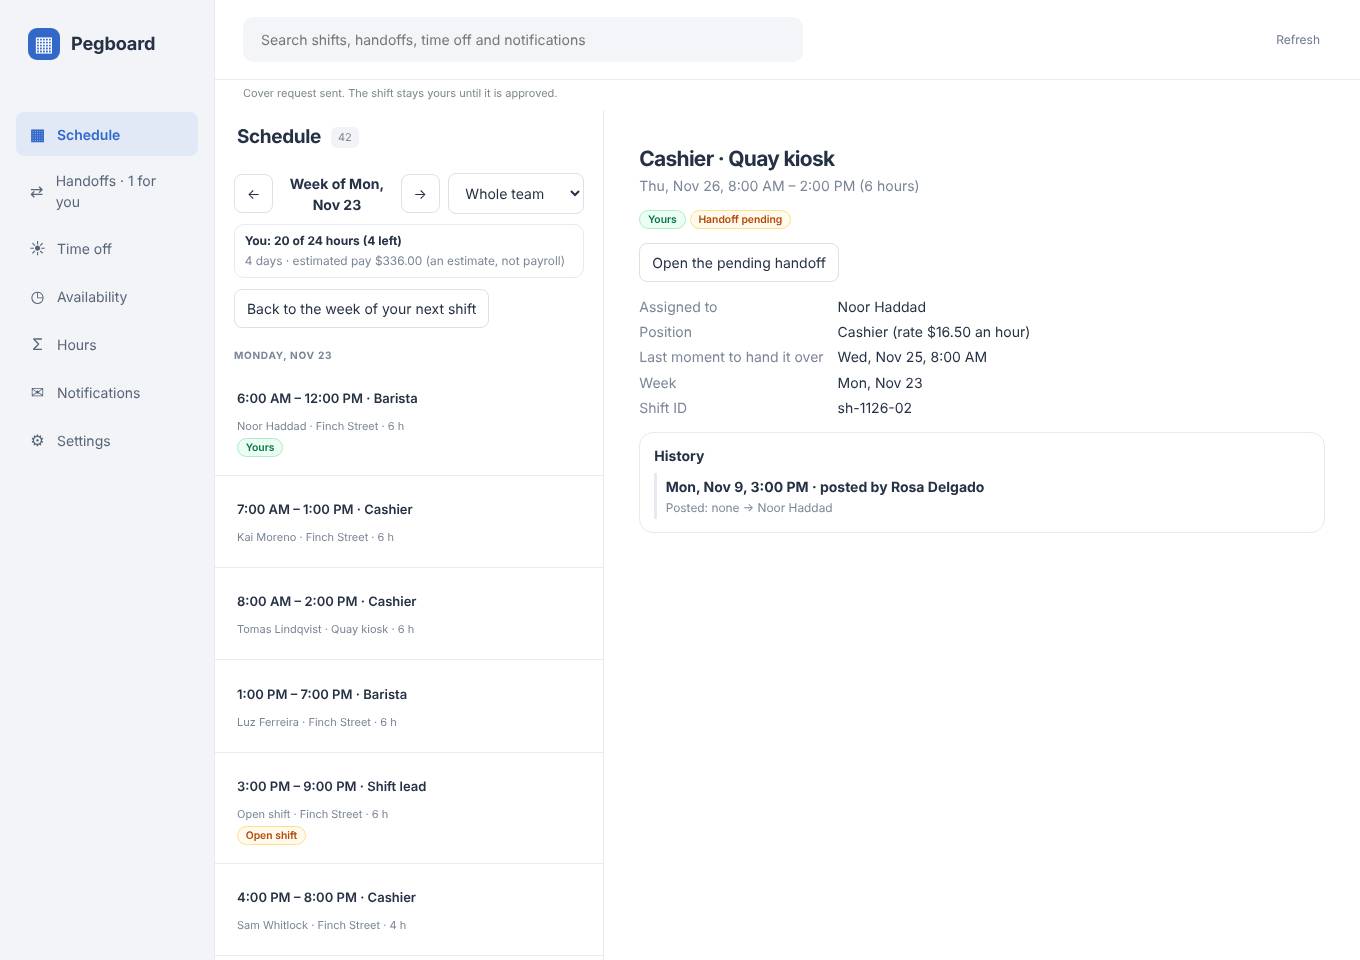 Pegboard
Search shifts, handoffs, time off and notifications
Refresh
Cover request sent. The shift stays yours until it is approved.
Schedule
Handoffs · 1 for
you
Time off
Availability
Hours
Notifications
Settings
Schedule 42
←
Week of Mon,
Nov 23
→
Whole team
You: 20 of 24 hours (4 left)
4 days · estimated pay $336.00 (an estimate, not payroll)
Back to the week of your next shift
MONDAY, NOV 23
6:00 AM – 12:00 PM · Barista
Noor Haddad · Finch Street · 6 h
Yours
7:00 AM – 1:00 PM · Cashier
Kai Moreno · Finch Street · 6 h
8:00 AM – 2:00 PM · Cashier
Tomas Lindqvist · Quay kiosk · 6 h
1:00 PM – 7:00 PM · Barista
Luz Ferreira · Finch Street · 6 h
3:00 PM – 9:00 PM · Shift lead
Open shift · Finch Street · 6 h
Open shift
4:00 PM – 8:00 PM · Cashier
Sam Whitlock · Finch Street · 4 h
Cashier · Quay kiosk
Thu, Nov 26, 8:00 AM – 2:00 PM (6 hours)
Yours Handoff pending
Open the pending handoff
Assigned to Noor Haddad
Position Cashier (rate $16.50 an hour)
Last moment to hand it over Wed, Nov 25, 8:00 AM
Week Mon, Nov 23
Shift ID sh-1126-02
History
Mon, Nov 9, 3:00 PM · posted by Rosa Delgado
Posted: none → Noor Haddad